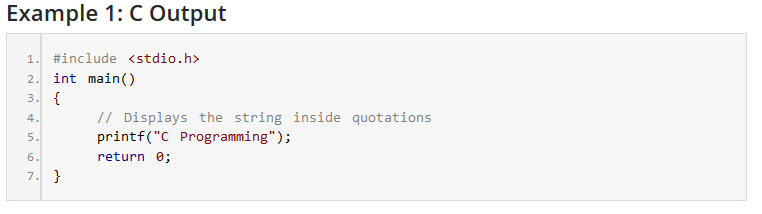 Example 1: C Output
1. #include <stdio.h>
2. int main()
3. {
4.      // Displays the string inside quotations
5.      printf("C Programming");
6.      return 0;
7. }